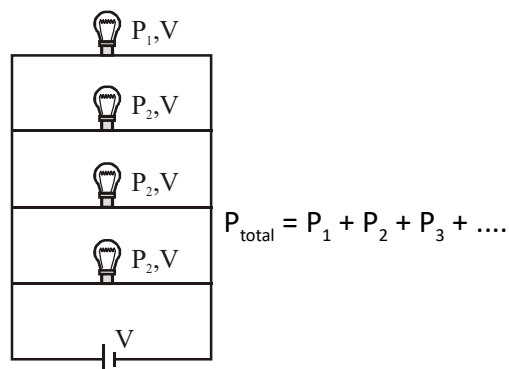 P₁,V
P₂,V
P₂,V
P₂,V
P_total = P₁ + P₂ + P₃ + ....
V